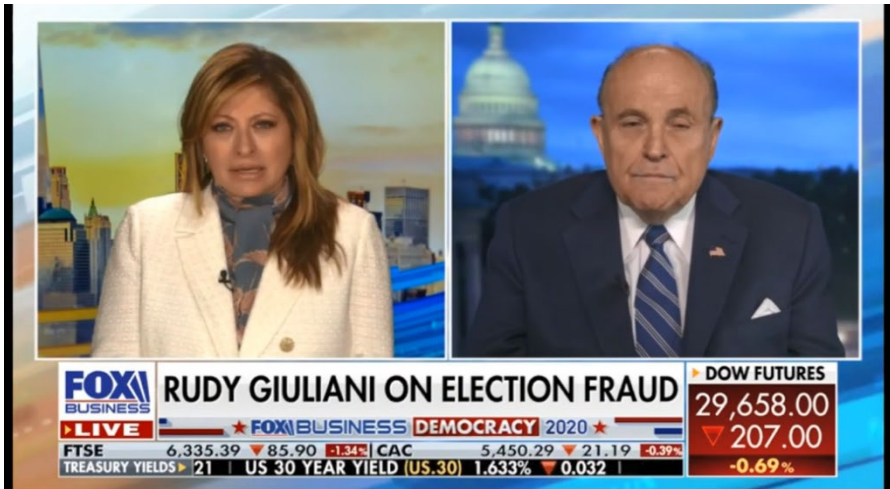 FOX
BUSINESS
LIVE
RUDY GIULIANI ON ELECTION FRAUD
FOX BUSINESS DEMOCRACY 2020
DOW FUTURES
29,658.00
▼ 207.00
-0.69%
FTSE 6,335.39 ▼ 85.90 -1.34% CAC 5,450.29 ▼ 21.19 -0.39%
TREASURY YIELDS 21 US 30 YEAR YIELD (US.30) 1.633% ▼ 0.032